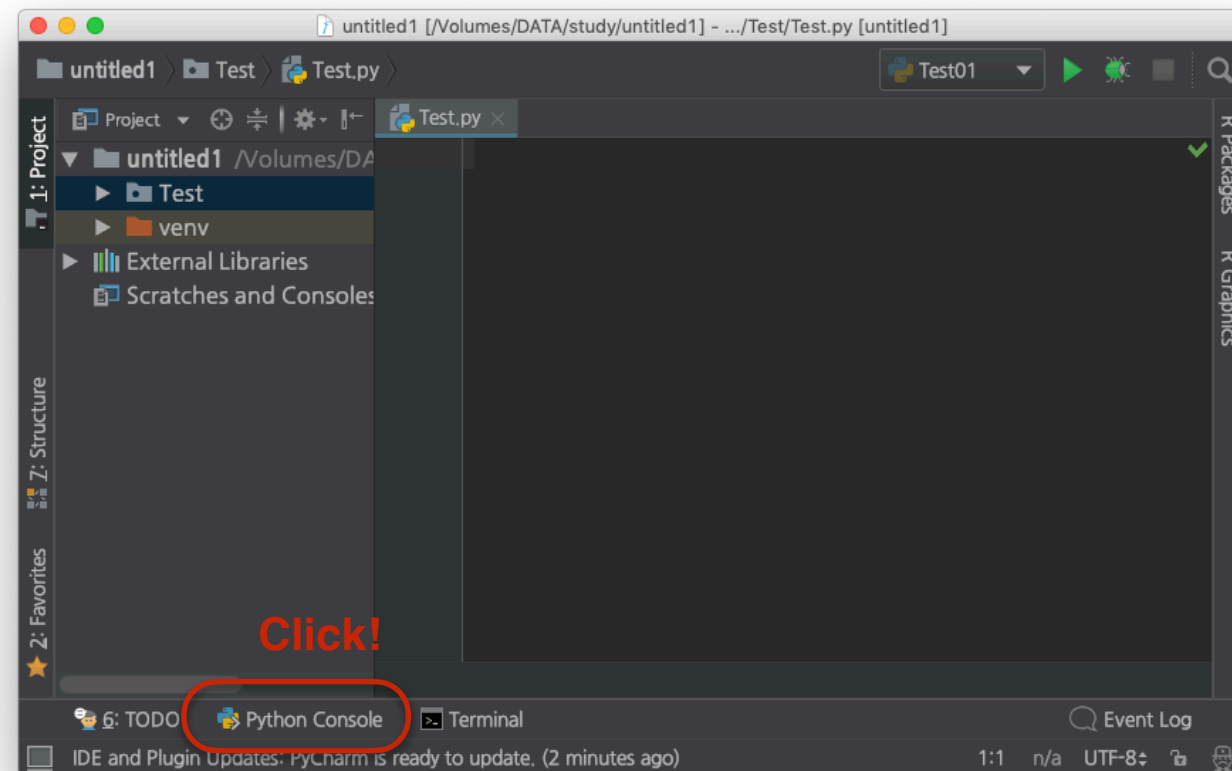 untitled1 [/Volumes/DATA/study/untitled1] - .../Test/Test.py [untitled1]
untitled1 Test Test.py Test01
Project Test.py
1: Project
untitled1 /Volumes/DA
Test
venv
External Libraries
Scratches and Consoles
R Packages
R Graphics
7: Structure
2: Favorites
Click!
6: TODO Python Console Terminal Event Log
IDE and Plugin Updates: PyCharm is ready to update. (2 minutes ago) 1:1 n/a UTF-8